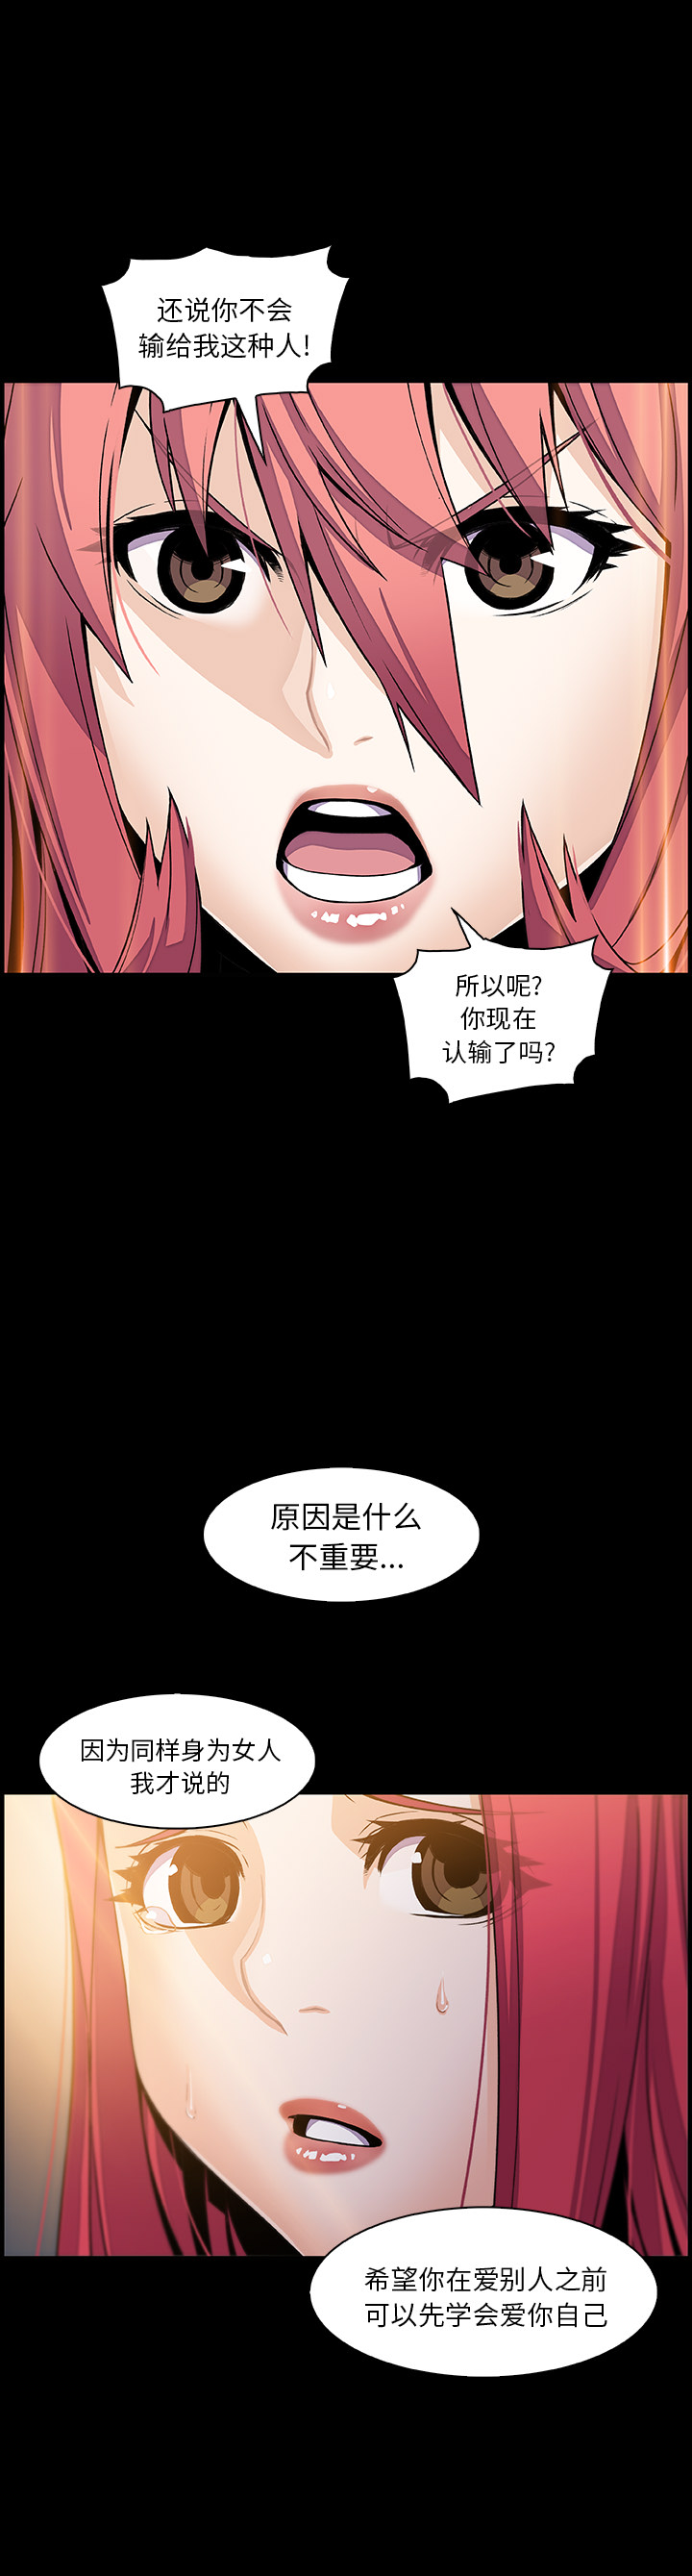 还说你不会
输给我这种人!
所以呢?
你现在
认输了吗?
原因是什么
不重要...
因为同样身为女人
我才说的
希望你在爱别人之前
可以先学会爱你自己